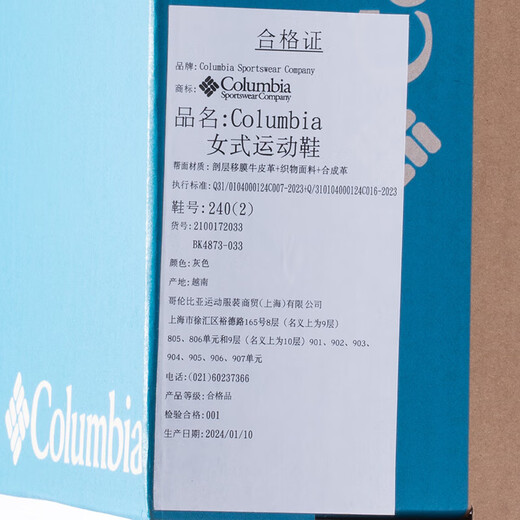 合格证
品牌:Columbia Sportswear Company
商标: Columbia
Sportswear Company
品名:Columbia
女式运动鞋
帮面材质:剖层移膜牛皮革+织物面料+合成革
执行标准:Q31/0104000124C007-2023+Q/310104000124C016-2023
鞋号:240(2)
货号:2100172033
BK4873-033
颜色:灰色
产地:越南
哥伦比亚运动服装商贸(上海)有限公司
上海市徐汇区裕德路165号8层（名义上为9层）
805、806单元和9层（名义上为10层）901、902、903、
904、905、906、907单元
电话:(021)60237366
产品等级:合格品
检验合格:001
生产日期:2024/01/10
Columbia